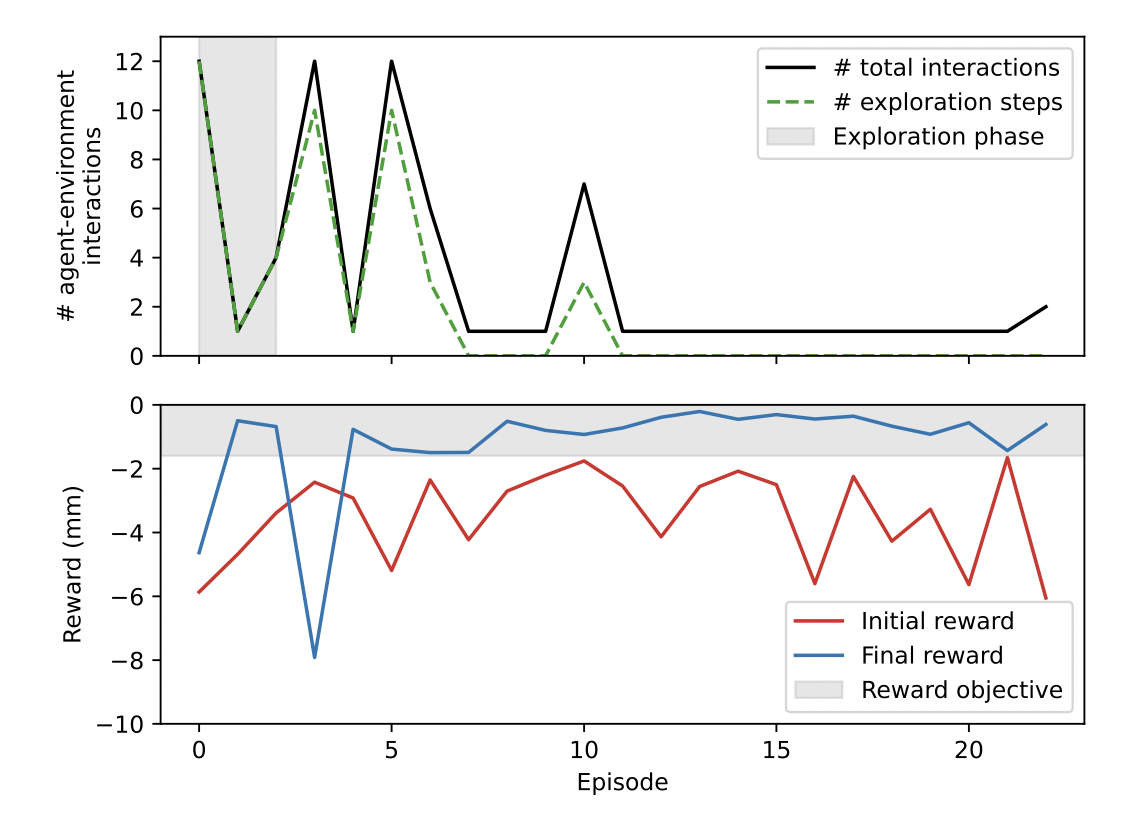 12
10
8
6
4
2
0
# agent-environment
interactions
# total interactions
# exploration steps
Exploration phase
0
−2
−4
−6
−8
−10
Reward (mm)
Initial reward
Final reward
Reward objective
0 5 10 15 20
Episode